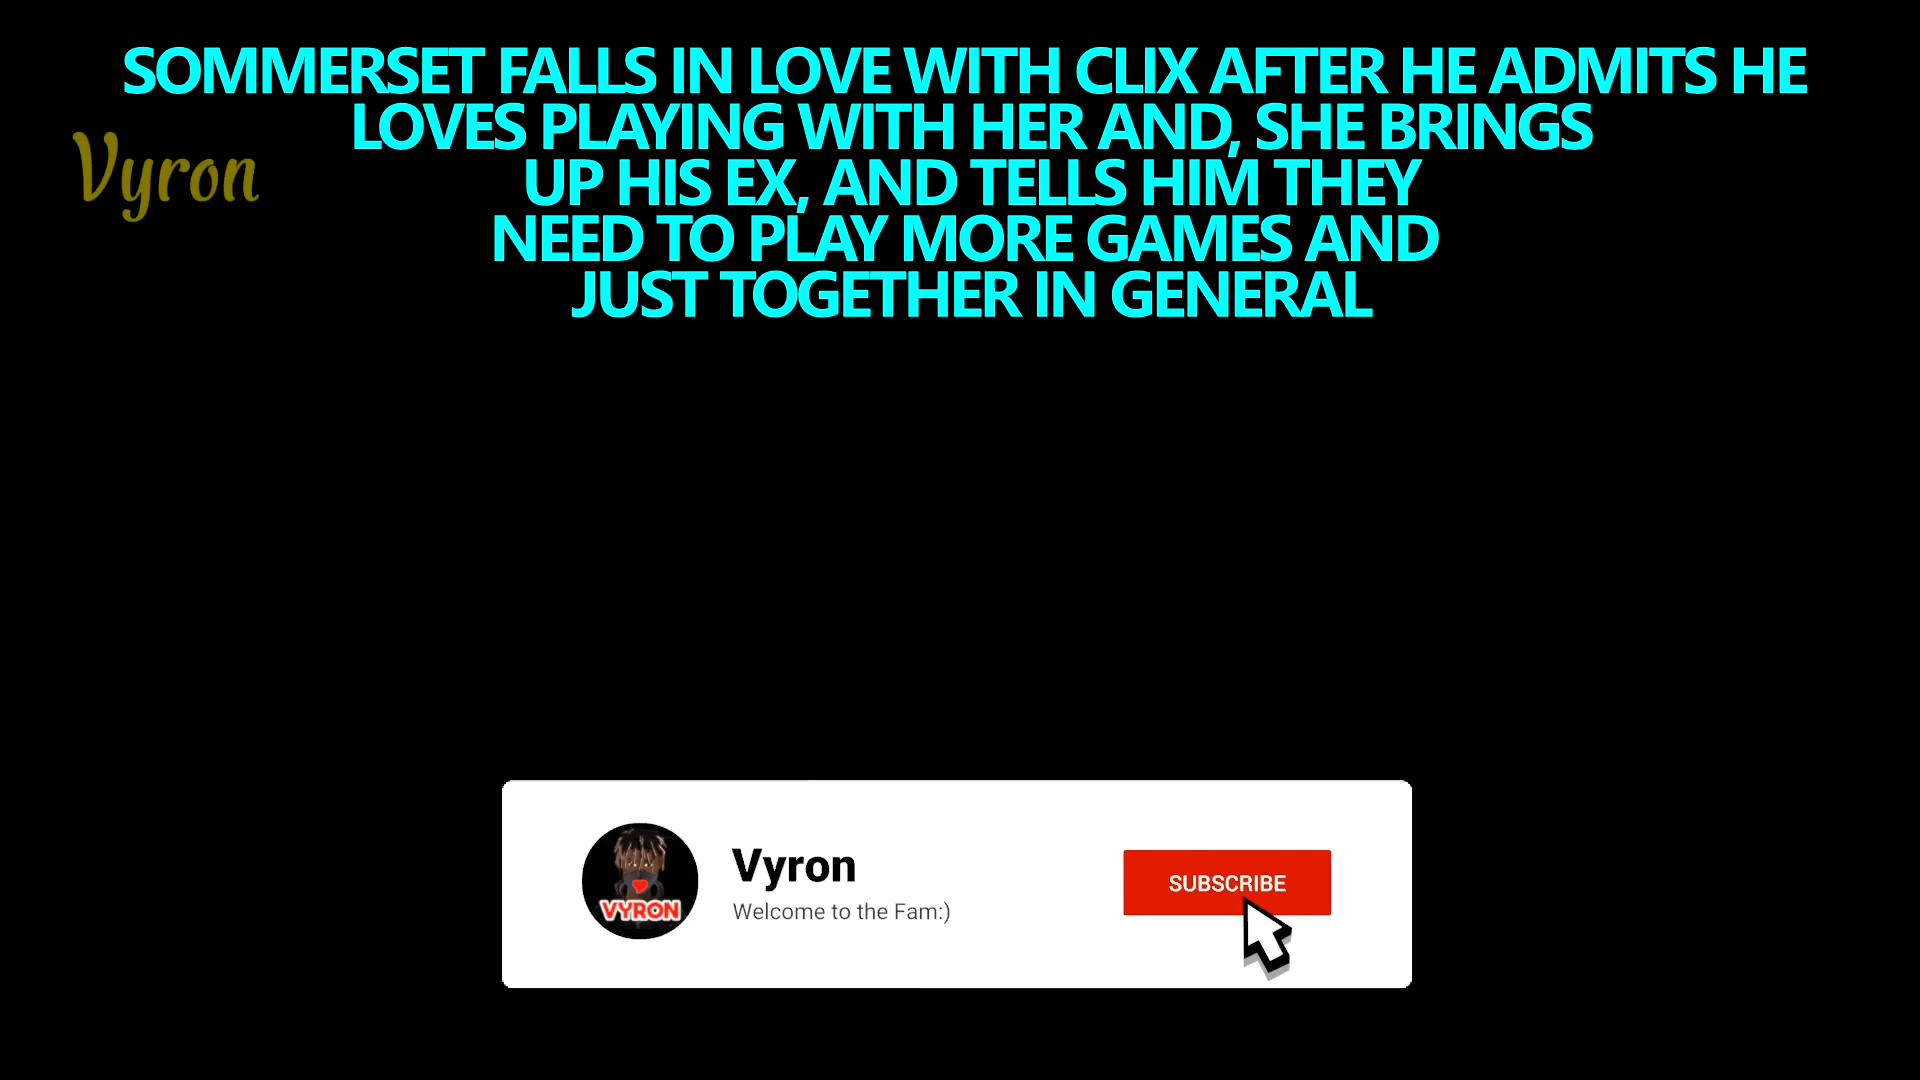 SOMMERSET FALLS IN LOVE WITH CLIX AFTER HE ADMITS HE
LOVES PLAYING WITH HER AND, SHE BRINGS
UP HIS EX, AND TELLS HIM THEY
NEED TO PLAY MORE GAMES AND
JUST TOGETHER IN GENERAL
Vyron
VYRON
Vyron
Welcome to the Fam:)
SUBSCRIBE